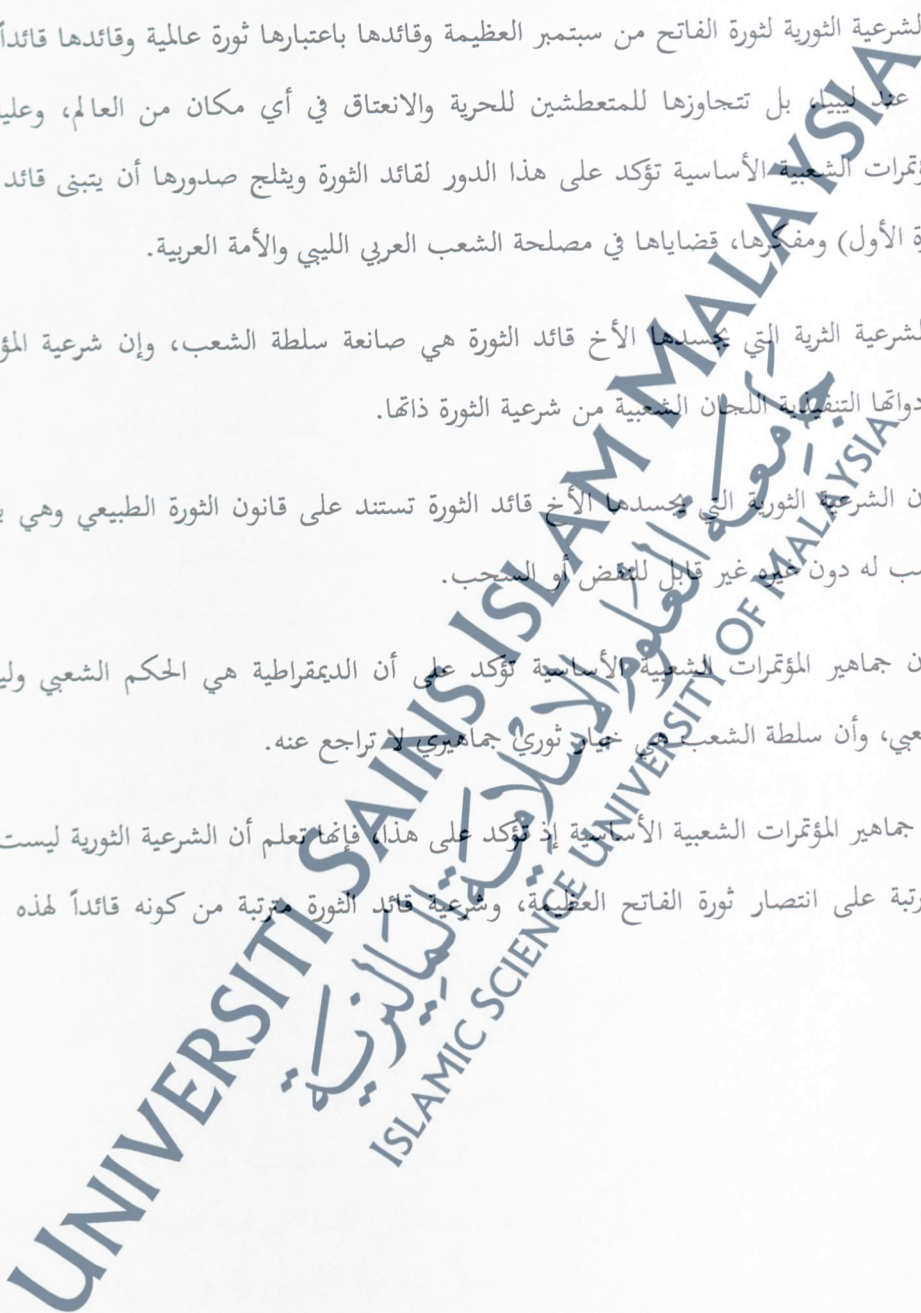 لشرعية الثورية لثورة الفاتح من سبتمبر العظيمة وقائدها باعتبارها ثورة عالمية وقائدها قائداً
عند ليبيا، بل تتجاوزها للمتعطشين للحرية والانعتاق في أي مكان من العالم، وعليـ
ؤتمرات الشعبية الأساسية تؤكد على هذا الدور لقائد الثورة ويثلج صدورها أن يتبنى قائد
ة الأول) ومفكرها، قضاياها في مصلحة الشعب العربي الليبي والأمة العربية.
لشرعية الثرية التي يجسدها الأخ قائد الثورة هي صانعة سلطة الشعب، وإن شرعية المؤ
دواتها التنفيذية اللجان الشعبية من شرعية الثورة ذاتها.
ن الشرعية الثورية التي يجسدها الأخ قائد الثورة تستند على قانون الثورة الطبيعي وهي بـ
سب له دون غيره غير قابل للنقض أو السحب.
ن جماهير المؤتمرات الشعبية الأساسية تؤكد على أن الديمقراطية هي الحكم الشعبي وليـ
عبي، وأن سلطة الشعب هي خيار ثوري جماهيري لا تراجع عنه.
جماهير المؤتمرات الشعبية الأساسية إذ تؤكد على هذا، فإنها تعلم أن الشرعية الثورية ليست
رتبة على انتصار ثورة الفاتح العظيمة، وشرعية قائد الثورة مترتبة من كونه قائداً لهذه
UNIVERSITI SAINS ISLAM MALAYSIA
جامعة العلوم الإسلامية الماليزية
ISLAMIC SCIENCE UNIVERSITY OF MALAYSIA